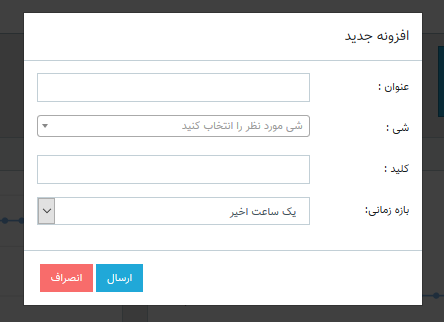 افزونه جدید
عنوان :
شی : شی مورد نظر را انتخاب کنید
کلید :
بازه زمانی: یک ساعت اخیر
ارسال انصراف